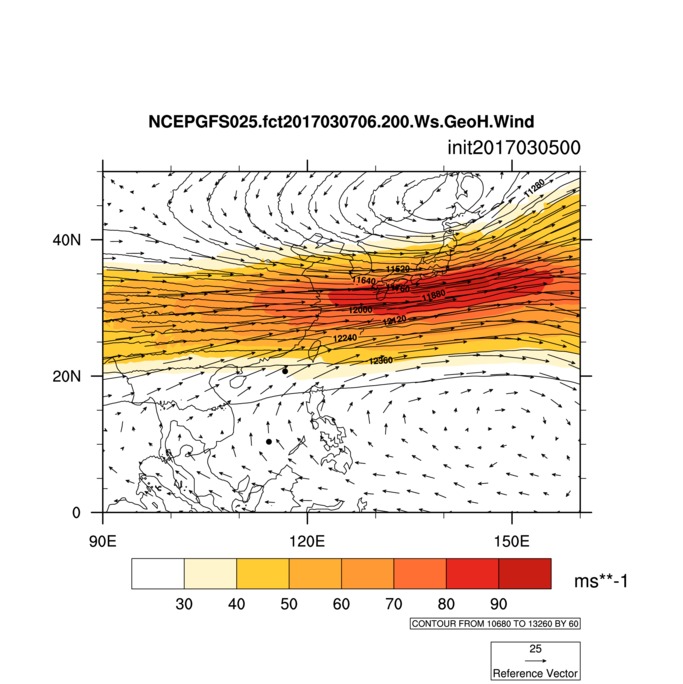 NCEPGFS025.fct2017030706.200.Ws.GeoH.Wind
init2017030500
11280
40N
11520
11640
11760
11880
12000
12120
12240
12360
20N
0
90E 120E 150E
30 40 50 60 70 80 90
ms**-1
CONTOUR FROM 10680 TO 13260 BY 60
25
Reference Vector